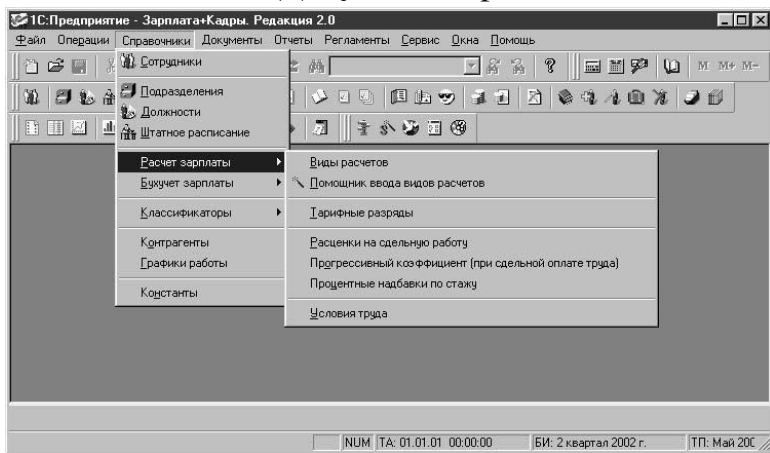 1С:Предприятие - Зарплата+Кадры. Редакция 2.0
Файл Операции Справочники Документы Отчеты Регламенты Сервис Окна Помощь
M M+ M-
Сотрудники
Подразделения
Должности
Штатное расписание
Расчет зарплаты
Бухучет зарплаты
Классификаторы
Контрагенты
Графики работы
Константы
Виды расчетов
Помощник ввода видов расчетов
Тарифные разряды
Расценки на сдельную работу
Прогрессивный коэффициент (при сдельной оплате труда)
Процентные надбавки по стажу
Условия труда
NUM TA: 01.01.01 00:00:00 БИ: 2 квартал 2002 г. ТП: Май 200